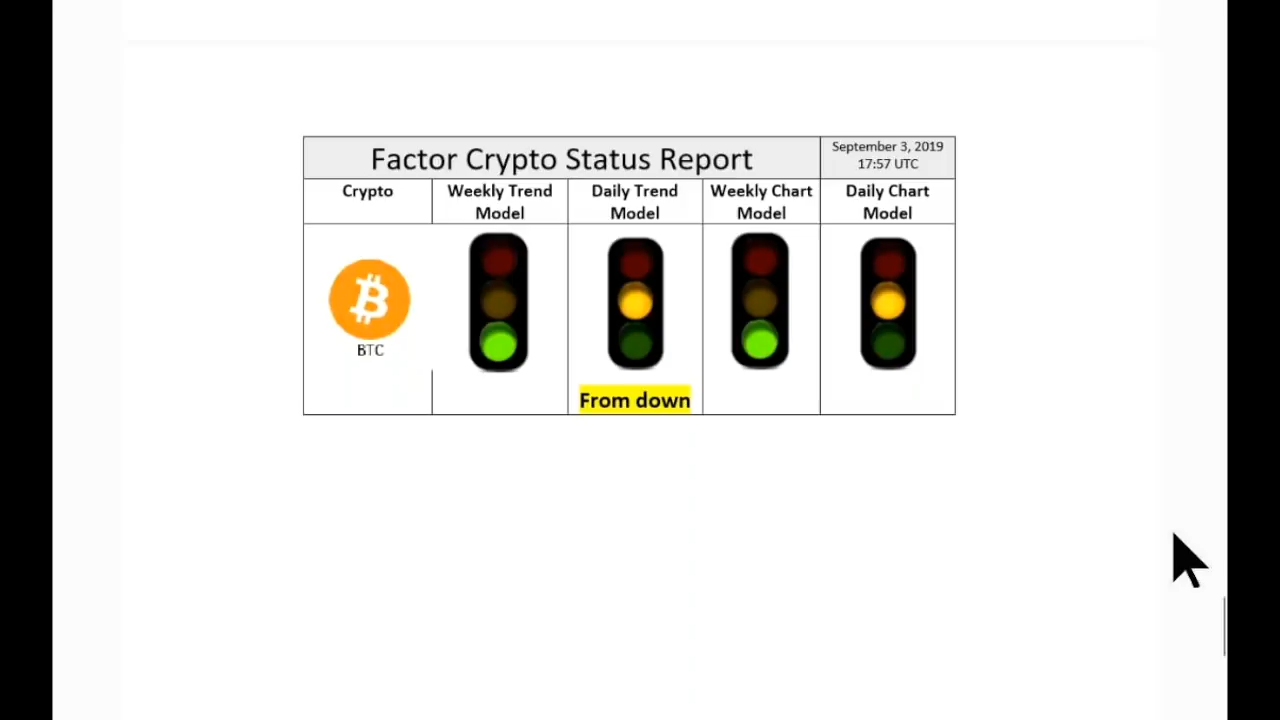 Factor Crypto Status Report
September 3, 2019
17:57 UTC
Crypto
Weekly Trend
Model
Daily Trend
Model
Weekly Chart
Model
Daily Chart
Model
BTC
From down